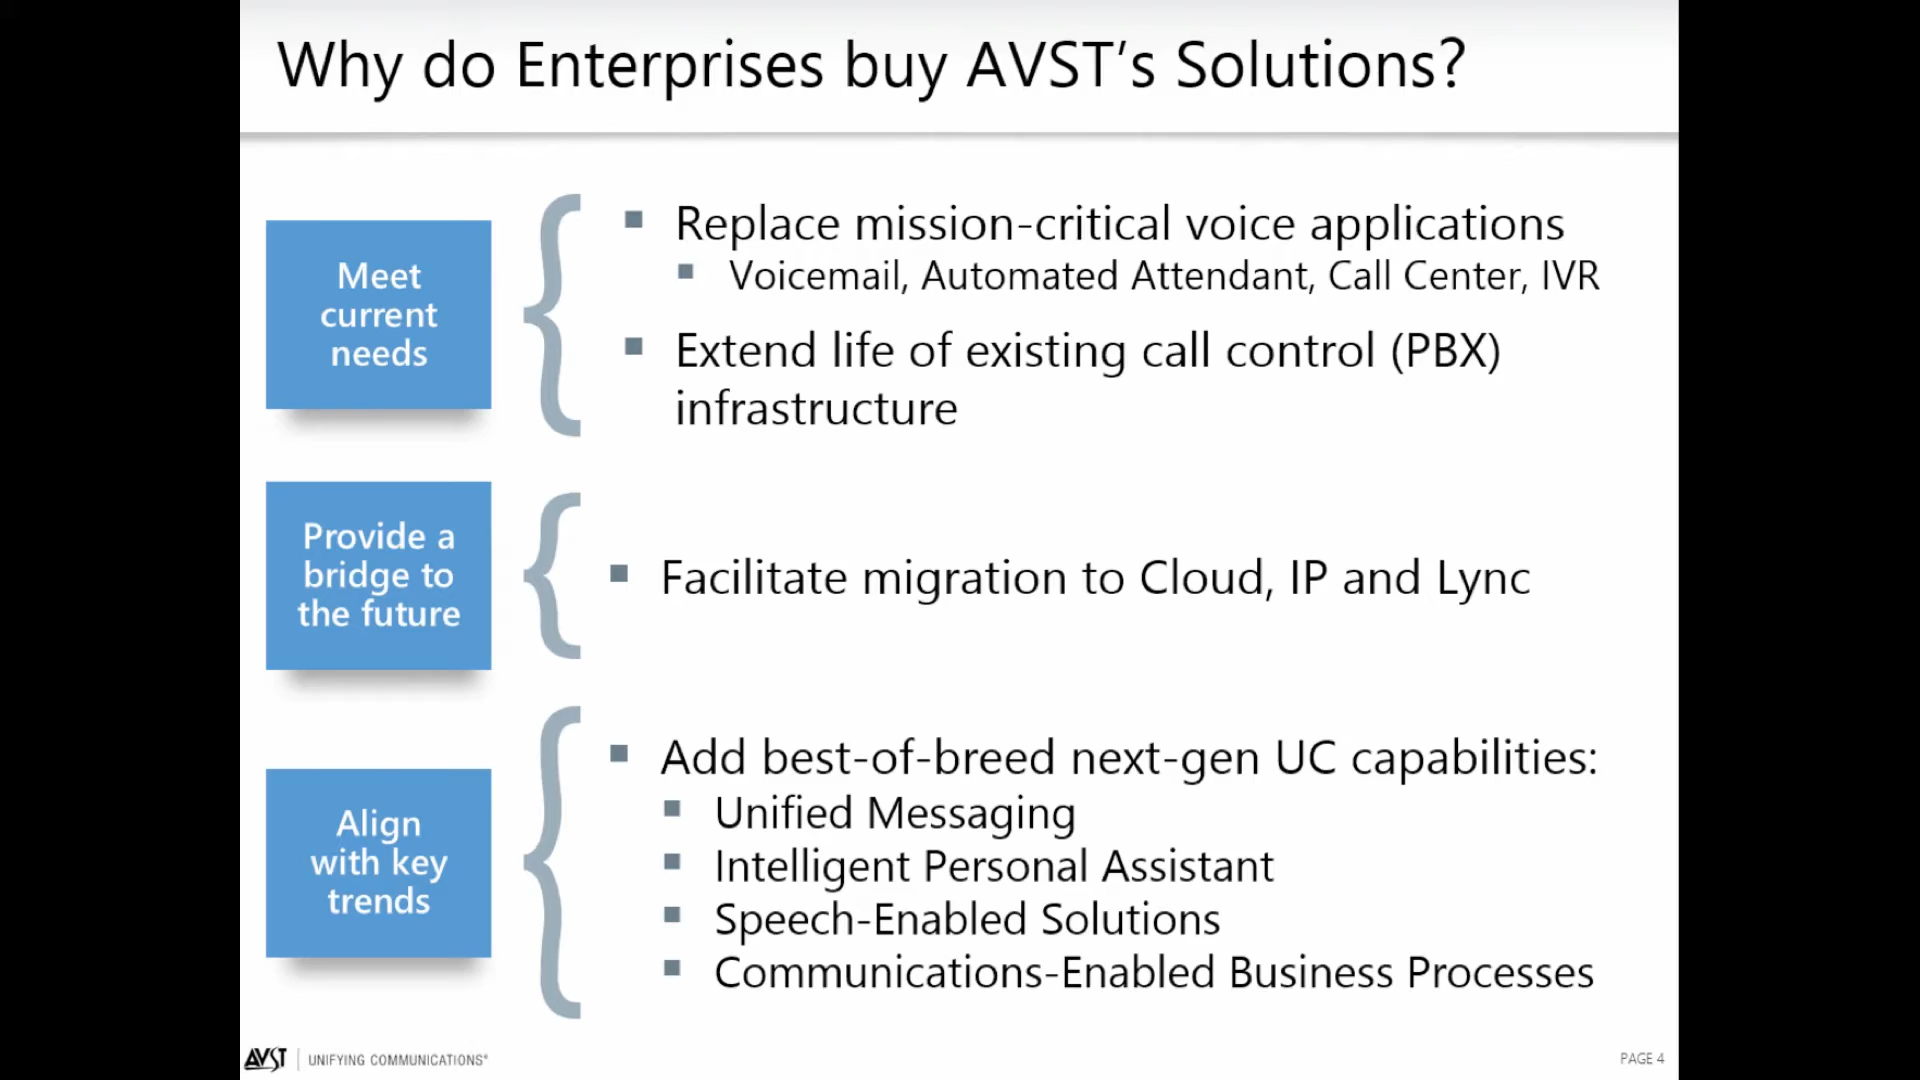 Why do Enterprises buy AVST’s Solutions?
Meet
current
needs
Replace mission-critical voice applications
Voicemail, Automated Attendant, Call Center, IVR
Extend life of existing call control (PBX)
infrastructure
Provide a
bridge to
the future
Facilitate migration to Cloud, IP and Lync
Align
with key
trends
Add best-of-breed next-gen UC capabilities:
Unified Messaging
Intelligent Personal Assistant
Speech-Enabled Solutions
Communications-Enabled Business Processes
AVST UNIFYING COMMUNICATIONS®
PAGE 4